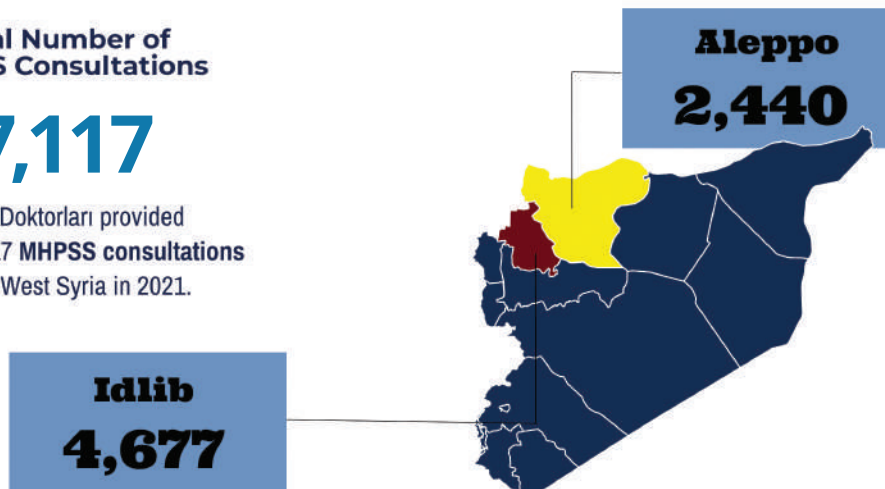 al Number of
S Consultations
7,117
Doktorları provided
17 MHPSS consultations
West Syria in 2021.
Aleppo
2,440
Idlib
4,677